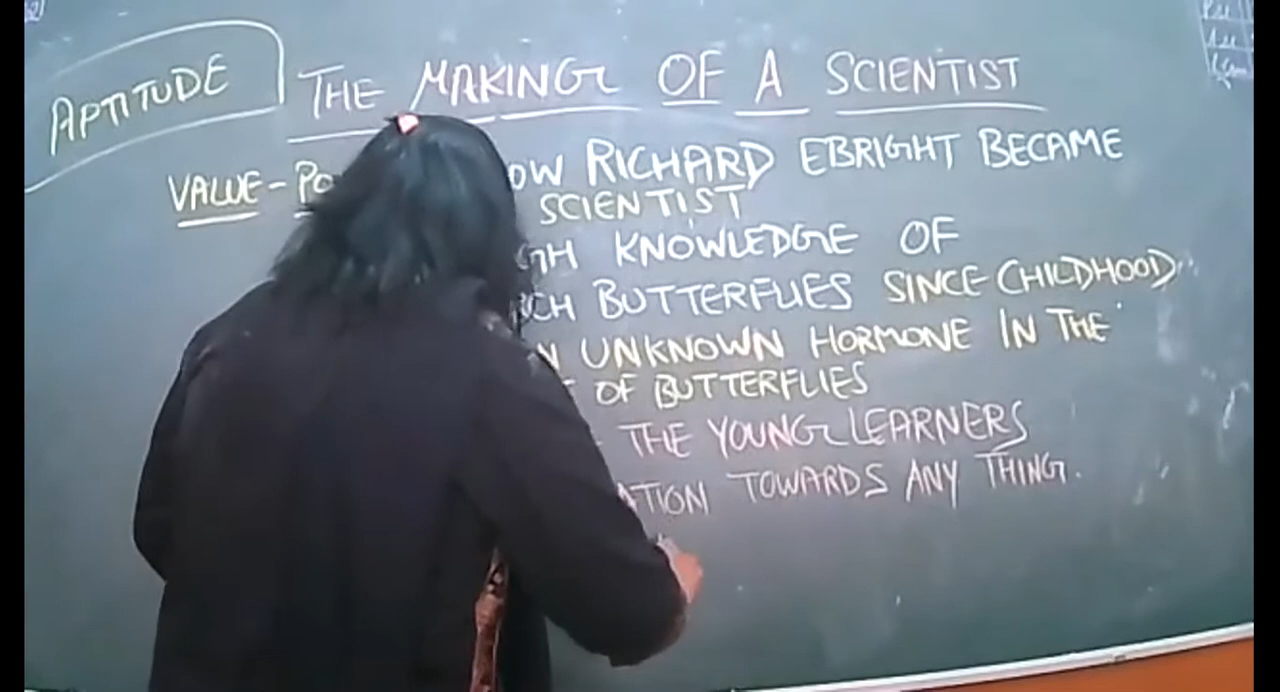 APTITUDE
THE MAKING OF A SCIENTIST
VALUE - OW RICHARD EBRIGHT BECAME
SCIENTIST
GH KNOWLEDGE OF
CH BUTTERFLIES SINCE CHILDHOOD
N UNKNOWN HORMONE IN THE
OF BUTTERFLIES
THE YOUNG LEARNERS
ATION TOWARDS ANY THING.